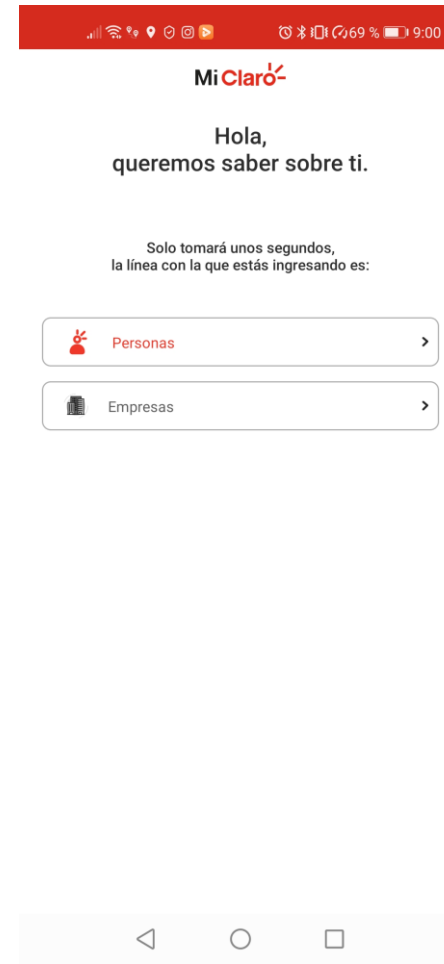 69 % 9:00
Mi Claro
Hola,
queremos saber sobre ti.
Solo tomará unos segundos,
la línea con la que estás ingresando es:
Personas
Empresas